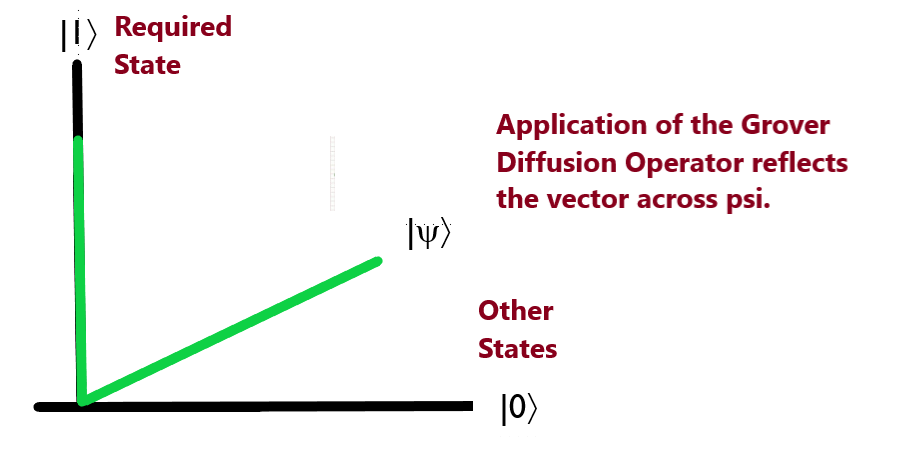 |1⟩ Required
State
Application of the Grover
Diffusion Operator reflects
the vector across psi.
|ψ⟩
Other
States
|0⟩